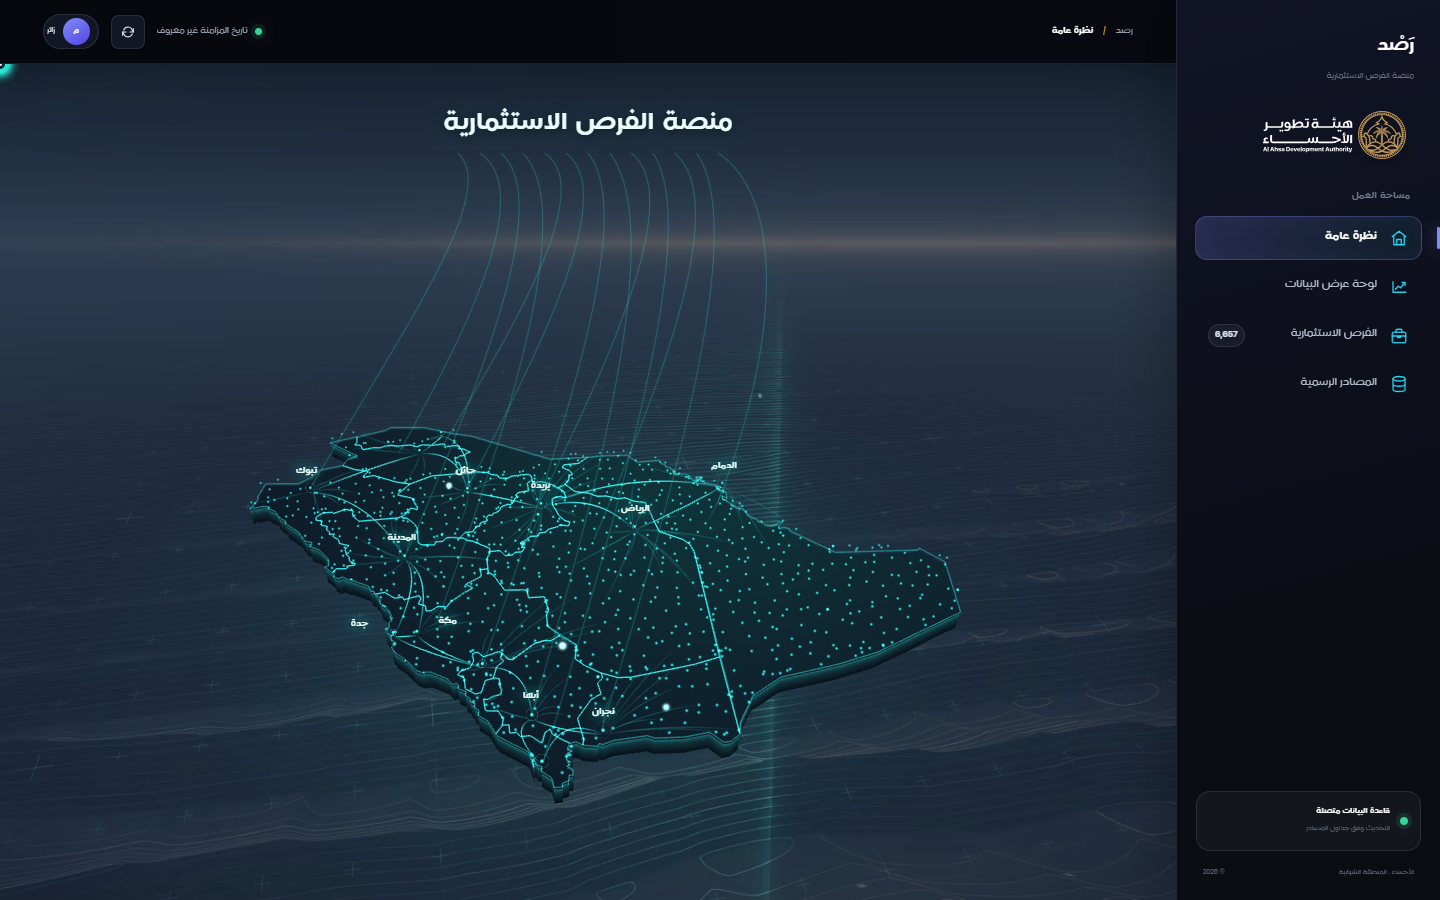 رَصْد
منصة الفرص الاستثمارية
هيئة تطوير
الأحساء
Al Ahsa Development Authority
مساحة العمل
نظرة عامة
لوحة عرض البيانات
الفرص الاستثمارية
6,657
المصادر الرسمية
قاعدة البيانات متصلة
التحديث وفق جداول المصادر
الأحساء . المنطقة الشرقية
© 2026
رصد / نظرة عامة
تاريخ المزامنة غير معروف
م
زائر
منصة الفرص الاستثمارية
تبوك
حائل
بريدة
الدمام
الرياض
المدينة
جدة
مكة
أبها
نجران